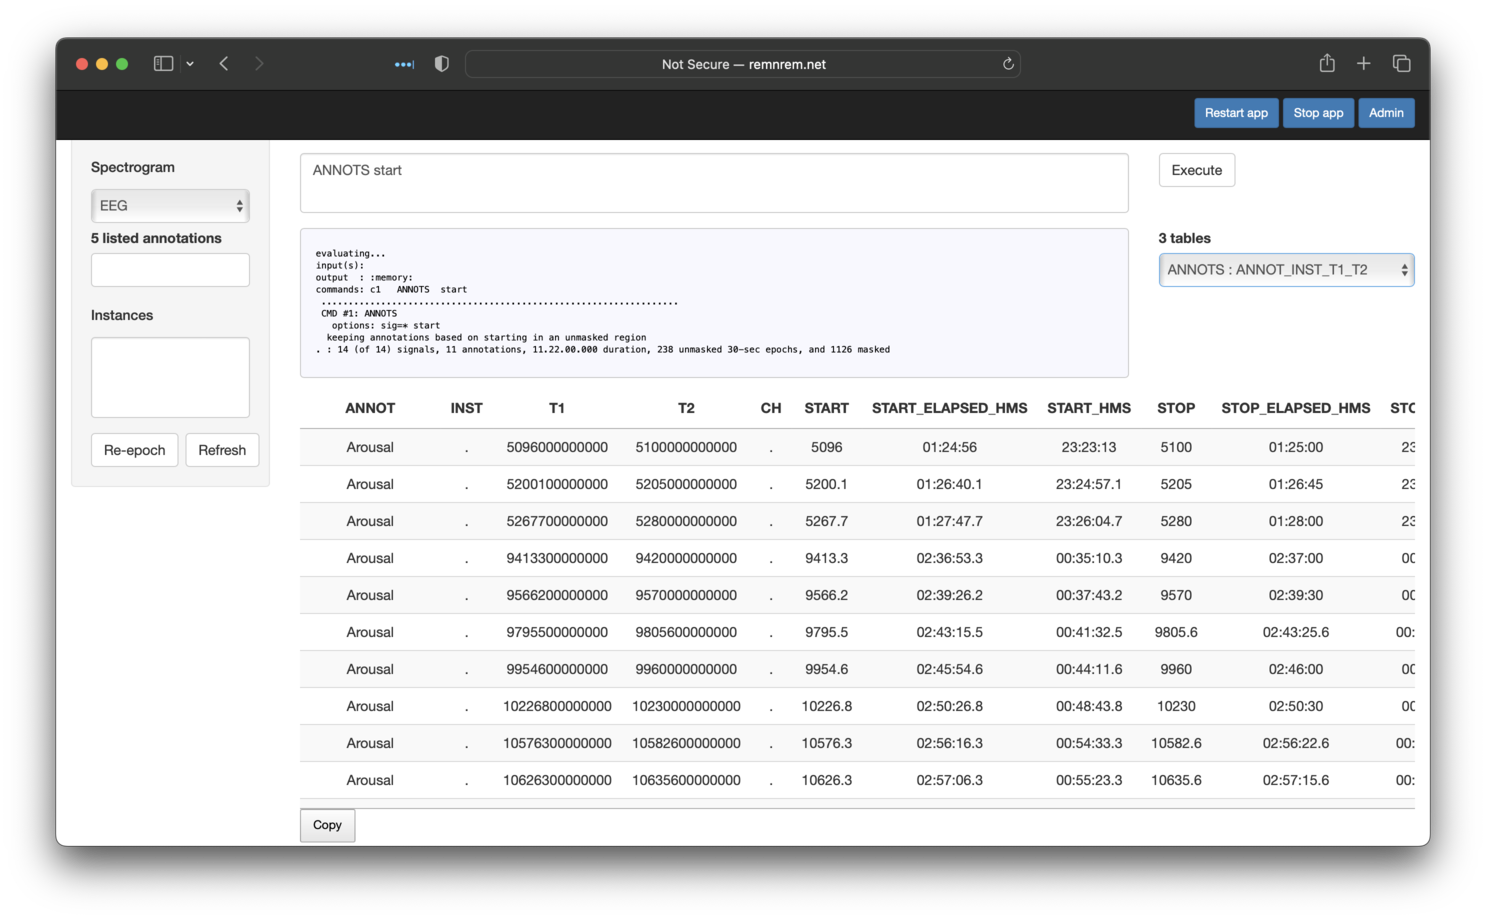 Not Secure — remnrem.net
Restart app
Stop app
Admin
Spectrogram
EEG
5 listed annotations
Instances
Re-epoch
Refresh
ANNOTS start
Execute
evaluating...
input(s):
output : :memory:
commands: c1 ANNOTS start
..................................................................
CMD #1: ANNOTS
options: sig=* start
keeping annotations based on starting in an unmasked region
. : 14 (of 14) signals, 11 annotations, 11.22.00.000 duration, 238 unmasked 30-sec epochs, and 1126 masked
3 tables
ANNOTS : ANNOT_INST_T1_T2
ANNOT INST T1 T2 CH START START_ELAPSED_HMS START_HMS STOP STOP_ELAPSED_HMS STO
Arousal . 5096000000000 5100000000000 . 5096 01:24:56 23:23:13 5100 01:25:00 23
Arousal . 5200100000000 5205000000000 . 5200.1 01:26:40.1 23:24:57.1 5205 01:26:45 23
Arousal . 5267700000000 5280000000000 . 5267.7 01:27:47.7 23:26:04.7 5280 01:28:00 23
Arousal . 9413300000000 9420000000000 . 9413.3 02:36:53.3 00:35:10.3 9420 02:37:00 00
Arousal . 9566200000000 9570000000000 . 9566.2 02:39:26.2 00:37:43.2 9570 02:39:30 00
Arousal . 9795500000000 9805600000000 . 9795.5 02:43:15.5 00:41:32.5 9805.6 02:43:25.6 00:
Arousal . 9954600000000 9960000000000 . 9954.6 02:45:54.6 00:44:11.6 9960 02:46:00 00
Arousal . 10226800000000 10230000000000 . 10226.8 02:50:26.8 00:48:43.8 10230 02:50:30 00
Arousal . 10576300000000 10582600000000 . 10576.3 02:56:16.3 00:54:33.3 10582.6 02:56:22.6 00:
Arousal . 10626300000000 10635600000000 . 10626.3 02:57:06.3 00:55:23.3 10635.6 02:57:15.6 00:
Copy